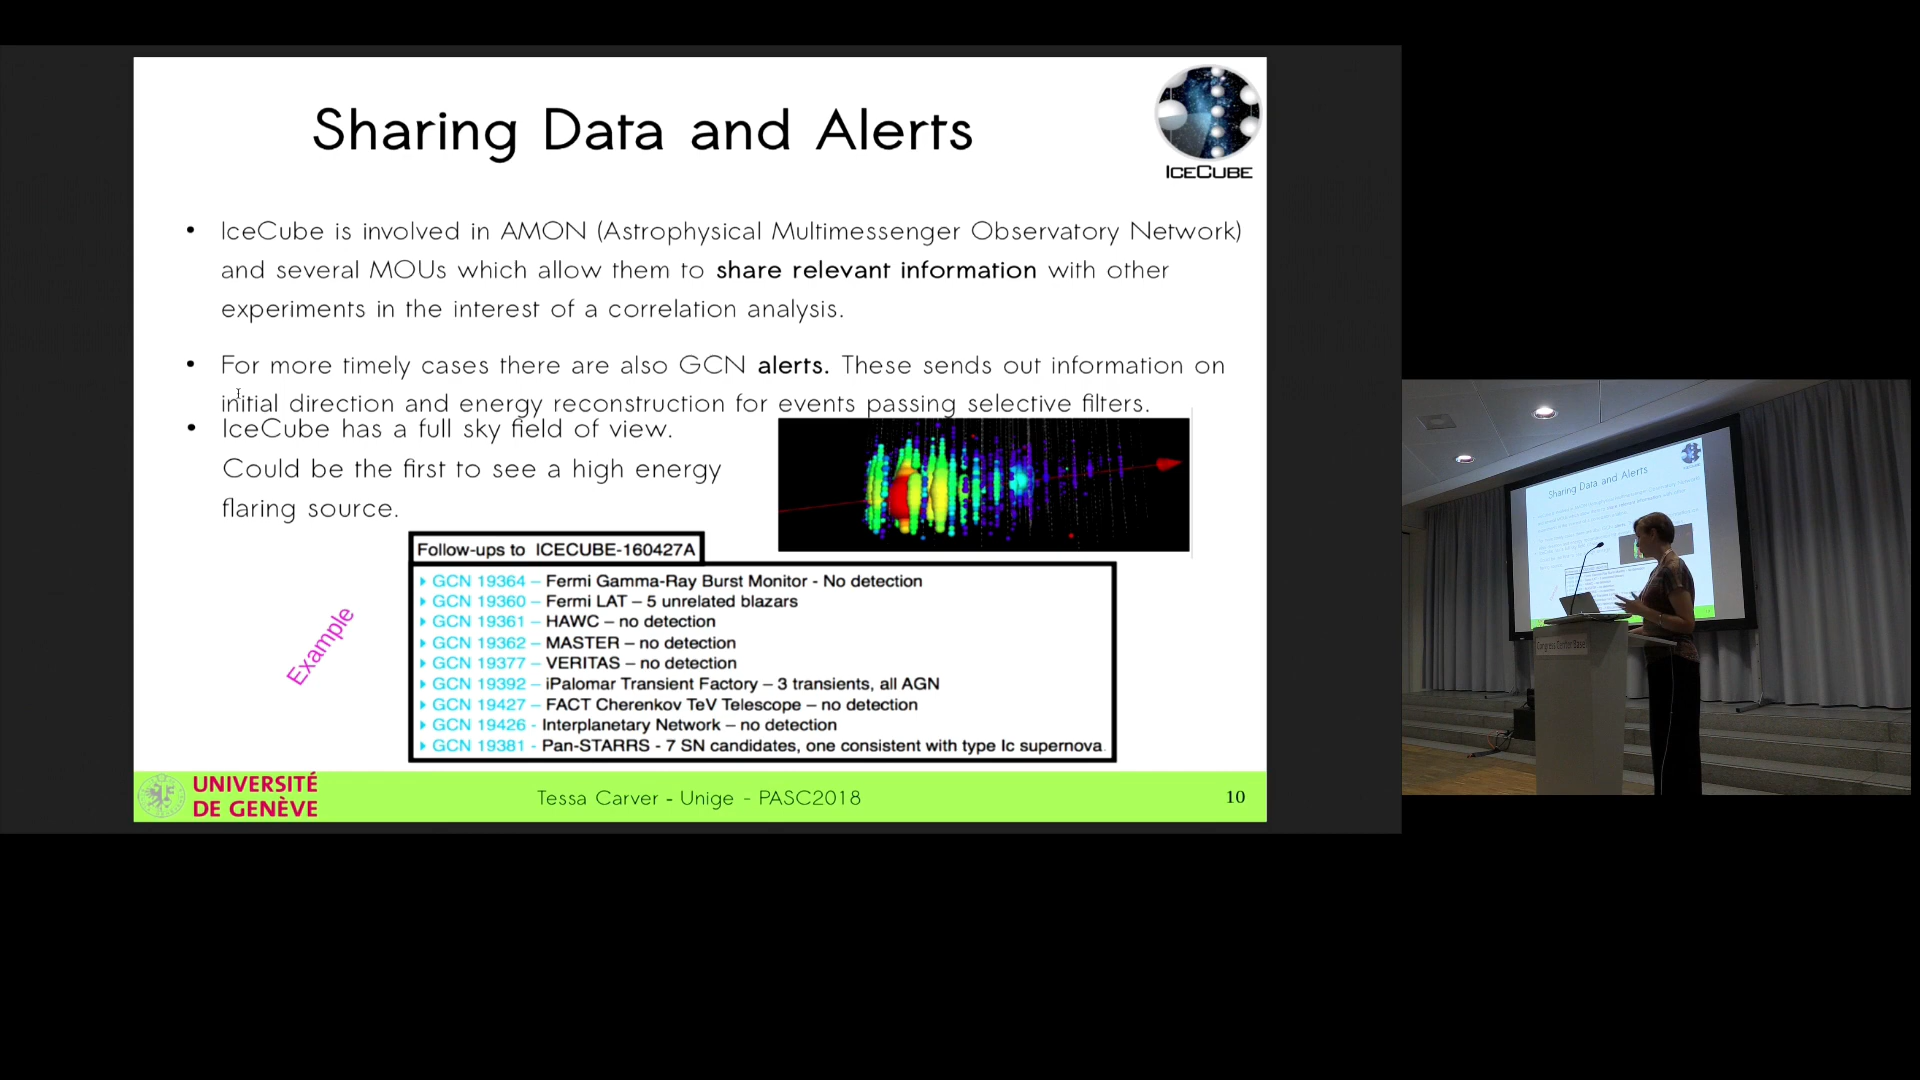 Sharing Data and Alerts
ICECUBE
• IceCube is involved in AMON (Astrophysical Multimessenger Observatory Network)
and several MOUs which allow them to share relevant information with other
experiments in the interest of a correlation analysis.
• For more timely cases there are also GCN alerts. These sends out information on
initial direction and energy reconstruction for events passing selective filters.
• IceCube has a full sky field of view.
Could be the first to see a high energy
flaring source.
Follow-ups to ICECUBE-160427A
GCN 19364 – Fermi Gamma-Ray Burst Monitor - No detection
GCN 19360 – Fermi LAT – 5 unrelated blazars
GCN 19361 – HAWC – no detection
GCN 19362 – MASTER – no detection
GCN 19377 – VERITAS – no detection
GCN 19392 – iPalomar Transient Factory – 3 transients, all AGN
GCN 19427 – FACT Cherenkov TeV Telescope – no detection
GCN 19426 - Interplanetary Network – no detection
GCN 19381 - Pan-STARRS - 7 SN candidates, one consistent with type Ic supernova
Example
UNIVERSITÉ
DE GENÈVE
Tessa Carver - Unige - PASC2018
10
Sharing Data and Alerts
Congress Center Basel